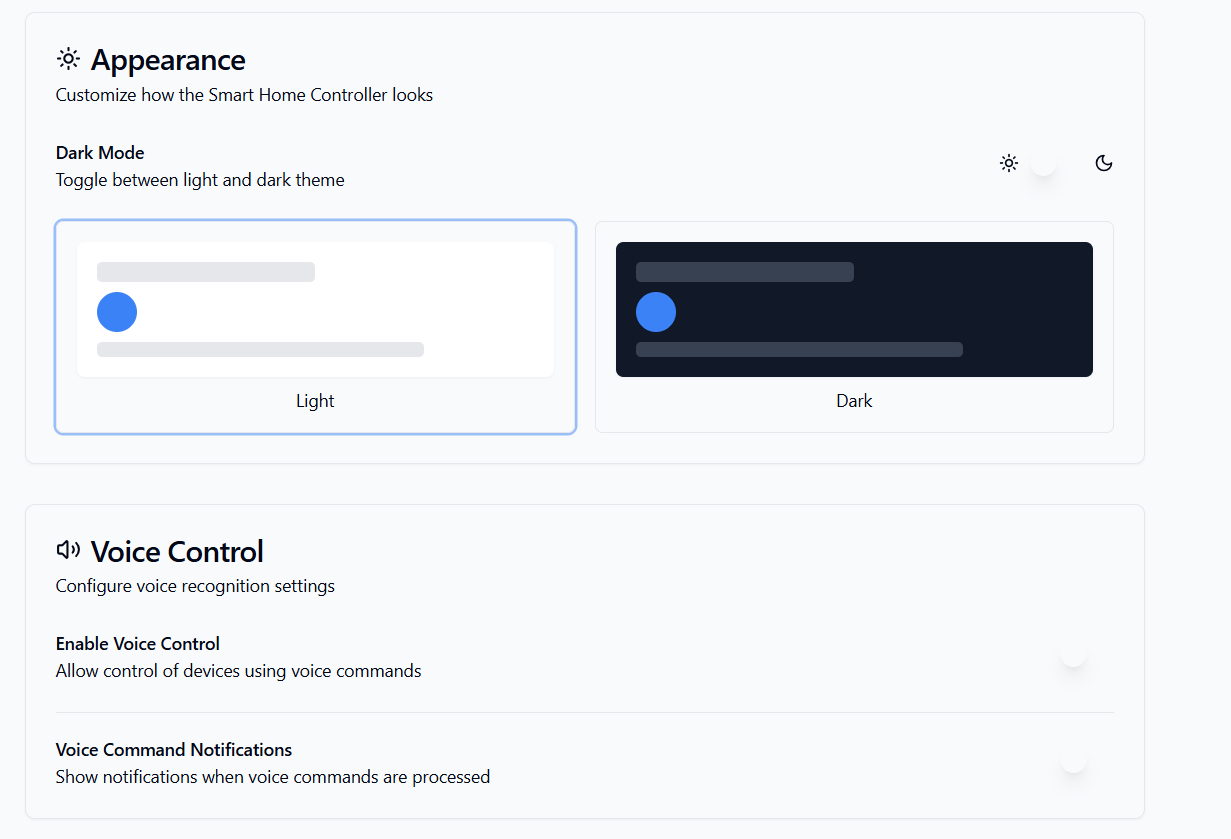 Appearance
Customize how the Smart Home Controller looks
Dark Mode
Toggle between light and dark theme
Light
Dark
Voice Control
Configure voice recognition settings
Enable Voice Control
Allow control of devices using voice commands
Voice Command Notifications
Show notifications when voice commands are processed